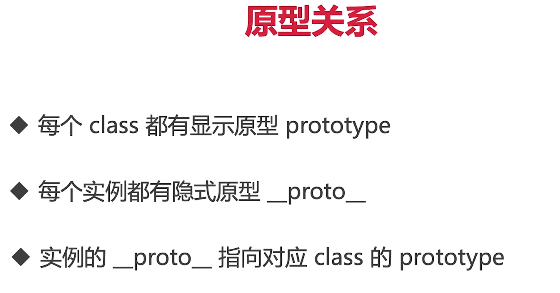 原型关系
◆ 每个 class 都有显示原型 prototype
◆ 每个实例都有隐式原型 __proto__
◆ 实例的 __proto__ 指向对应 class 的 prototype